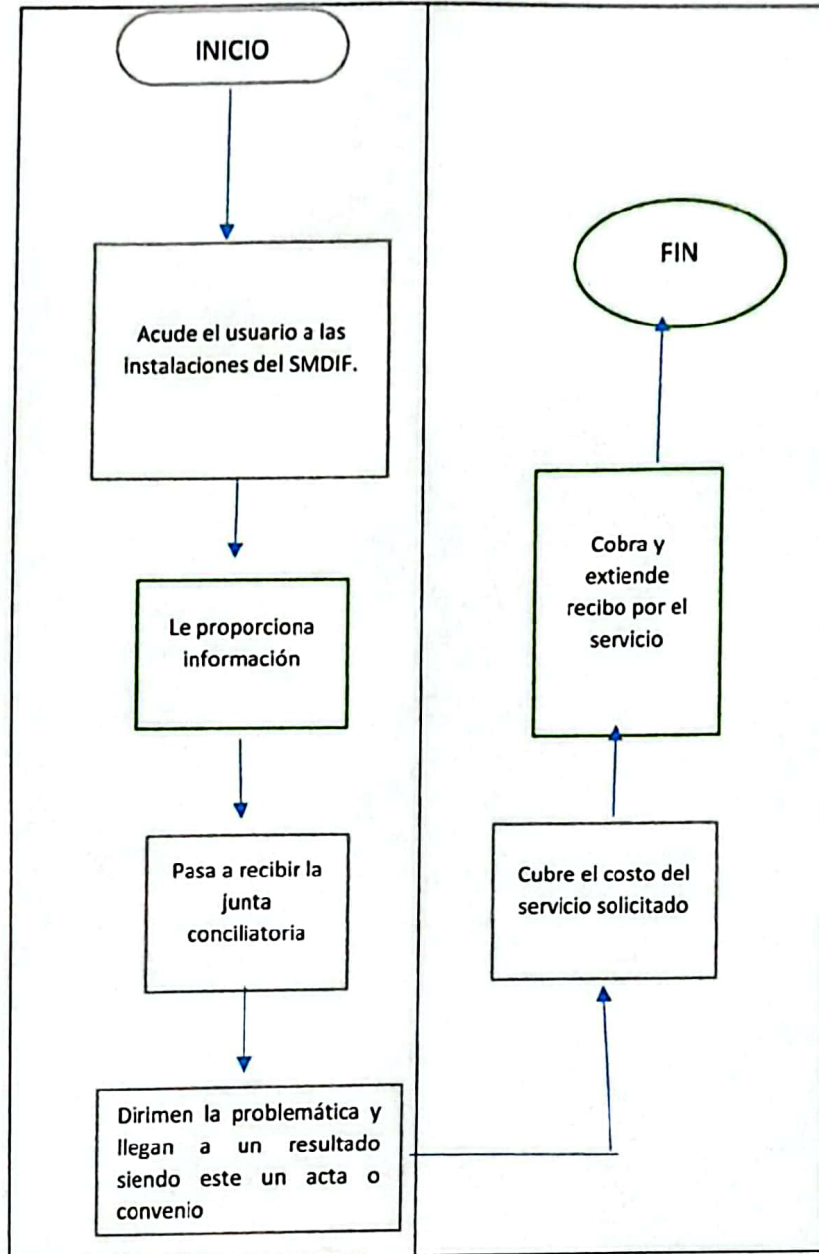 INICIO
Acude el usuario a las
instalaciones del SMDIF.
Le proporciona
información
Pasa a recibir la
junta
conciliatoria
Dirimen la problemática y
llegan a un resultado
siendo este un acta o
convenio
Cubre el costo del
servicio solicitado
Cobra y
extiende
recibo por el
servicio
FIN